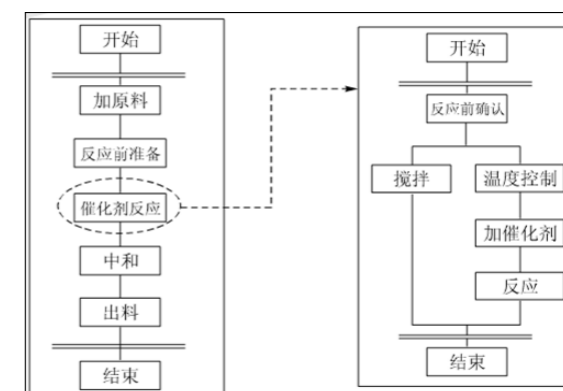 开始
加原料
反应前准备
催化剂反应
中和
出料
结束
开始
反应前确认
搅拌
温度控制
加催化剂
反应
结束